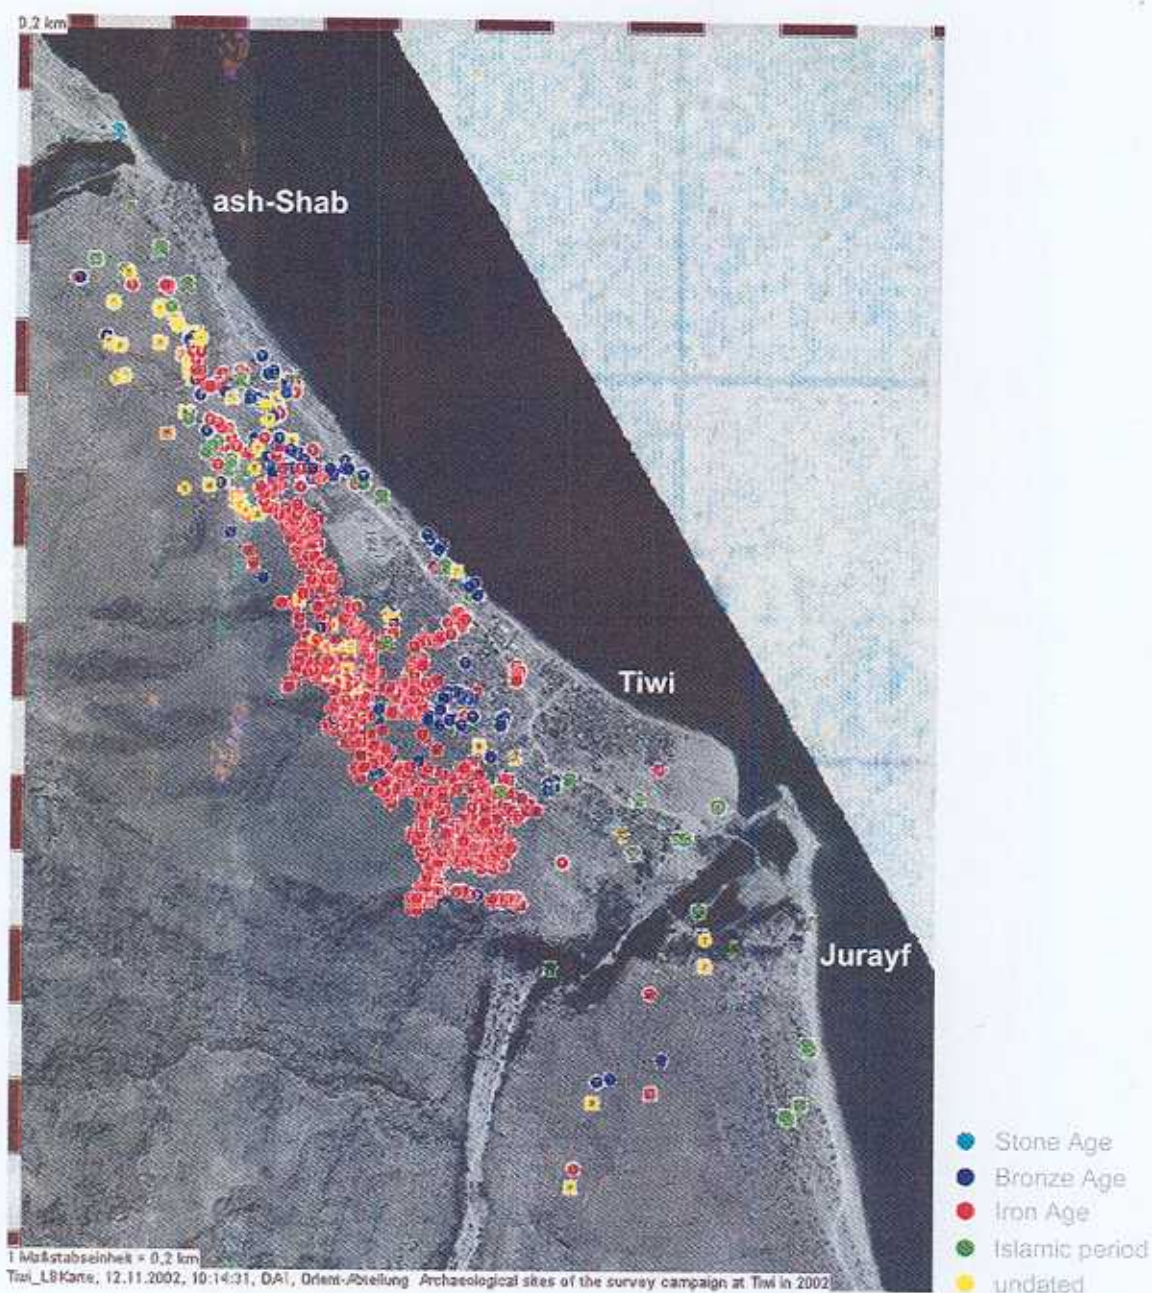 0,2 km
ash-Shab
Tiwi
Jurayf
Stone Age
Bronze Age
Iron Age
Islamic period
undated
1 Maßstabseinheit = 0,2 km
Tiwi_LBKarte, 12.11.2002, 10:14:31, DAI, Orient-Abteilung Archaeological sites of the survey campaign at Tiwi in 2002